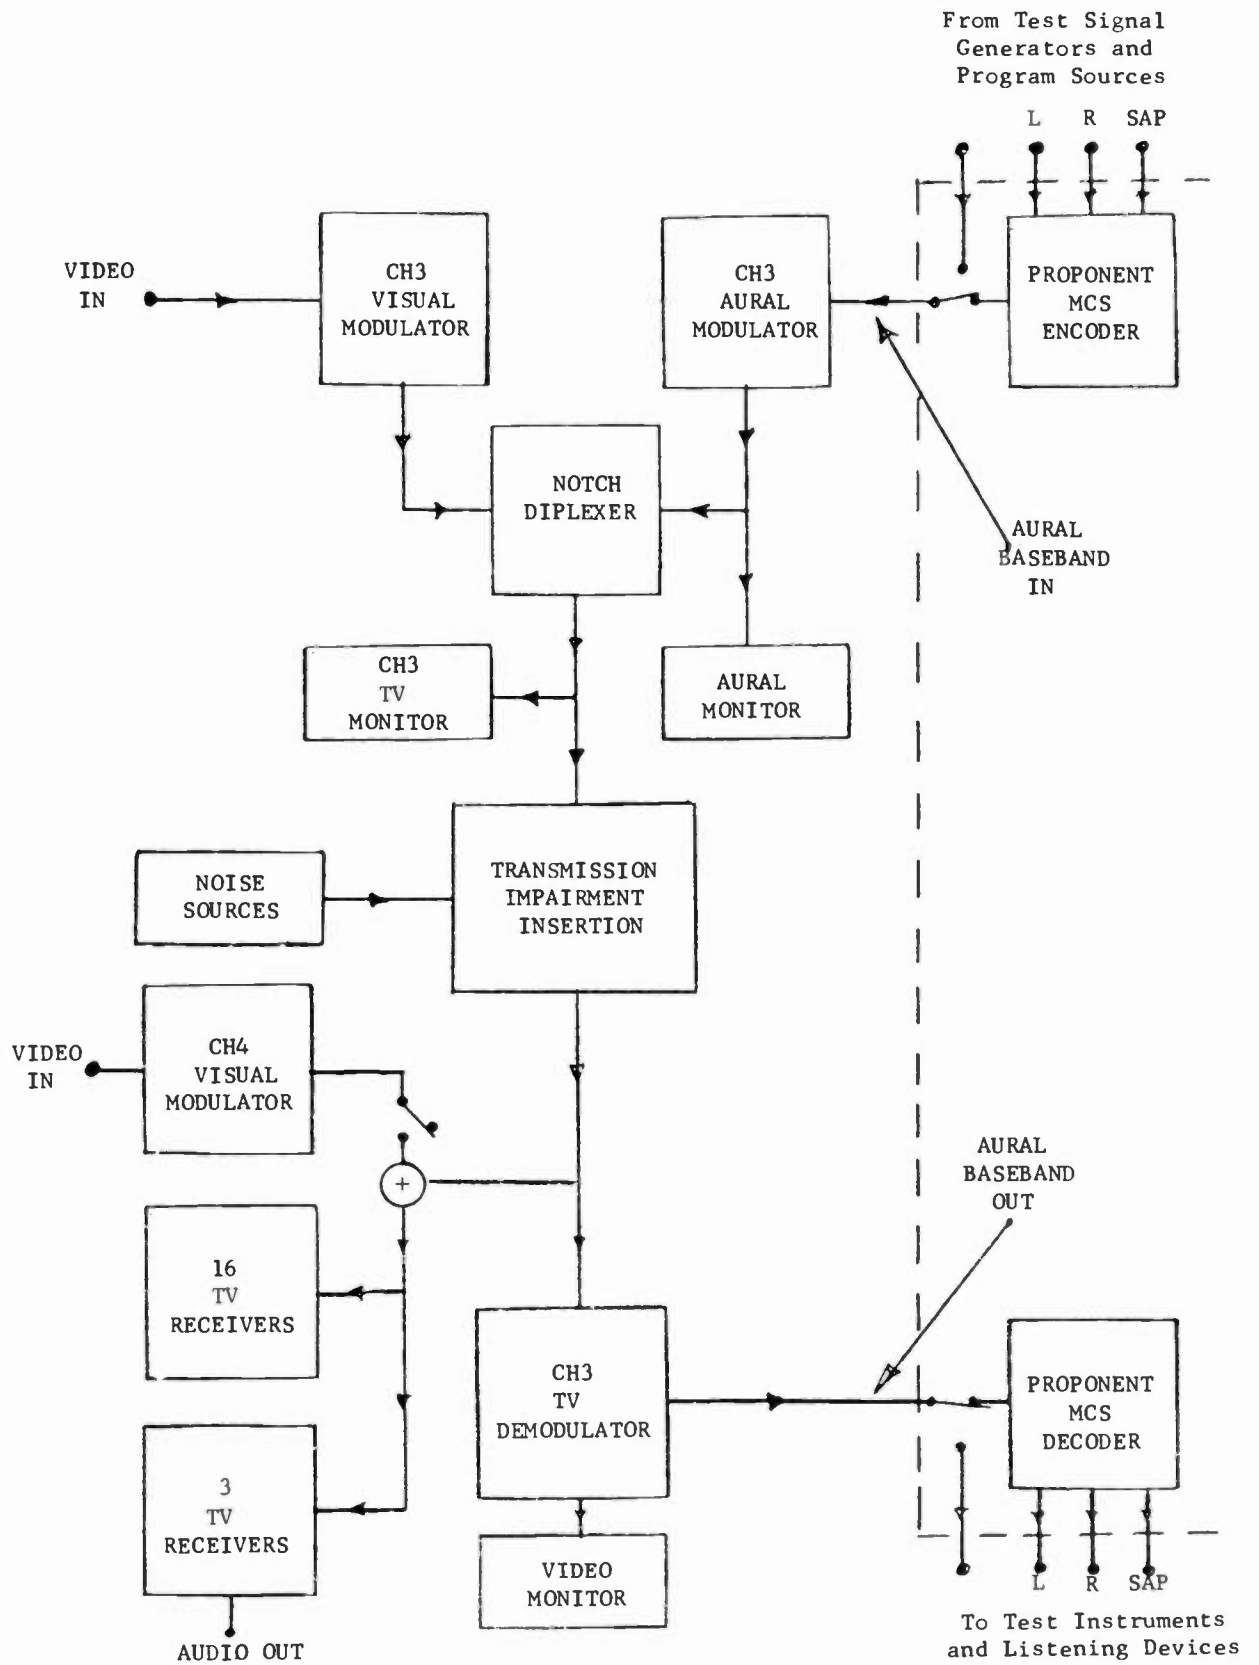 From Test Signal
Generators and
Program Sources
L R SAP
VIDEO
IN
CH3
VISUAL
MODULATOR
CH3
AURAL
MODULATOR
PROPONENT
MCS
ENCODER
NOTCH
DIPLEXER
AURAL
BASEBAND
IN
CH3
TV
MONITOR
AURAL
MONITOR
NOISE
SOURCES
TRANSMISSION
IMPAIRMENT
INSERTION
VIDEO
IN
CH4
VISUAL
MODULATOR
+
AURAL
BASEBAND
OUT
16
TV
RECEIVERS
CH3
TV
DEMODULATOR
PROPONENT
MCS
DECODER
3
TV
RECEIVERS
VIDEO
MONITOR
L R SAP
To Test Instruments
and Listening Devices
AUDIO OUT